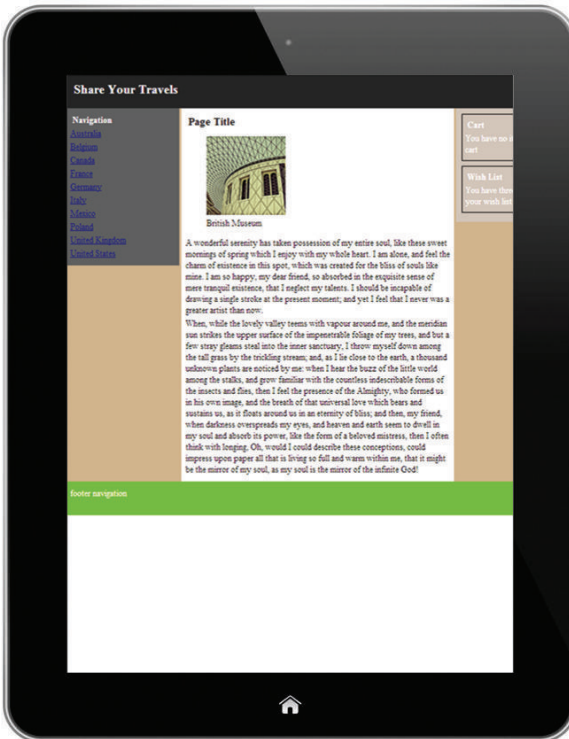 Share Your Travels
Navigation
Australia
Belgium
Canada
France
Germany
Italy
Mexico
Poland
United Kingdom
United States
Page Title
British Museum
A wonderful serenity has taken possession of my entire soul, like these sweet
mornings of spring which I enjoy with my whole heart. I am alone, and feel the
charm of existence in this spot, which was created for the bliss of souls like
mine. I am so happy, my dear friend, so absorbed in the exquisite sense of
mere tranquil existence, that I neglect my talents. I should be incapable of
drawing a single stroke at the present moment; and yet I feel that I never was a
greater artist than now.
When, while the lovely valley teems with vapour around me, and the meridian
sun strikes the upper surface of the impenetrable foliage of my trees, and but a
few stray gleams steal into the inner sanctuary, I throw myself down among
the tall grass by the trickling stream; and, as I lie close to the earth, a thousand
unknown plants are noticed by me: when I hear the buzz of the little world
among the stalks, and grow familiar with the countless indescribable forms of
the insects and flies, then I feel the presence of the Almighty, who formed us
in his own image, and the breath of that universal love which bears and
sustains us, as it floats around us in an eternity of bliss; and then, my friend,
when darkness overspreads my eyes, and heaven and earth seem to dwell in
my soul and absorb its power, like the form of a beloved mistress, then I often
think with longing, Oh, would I could describe these conceptions, could
impress upon paper all that is living so full and warm within me, that it might
be the mirror of my soul, as my soul is the mirror of the infinite God!
Cart
You have no
cart
Wish List
You have thre
your wish list
footer navigation